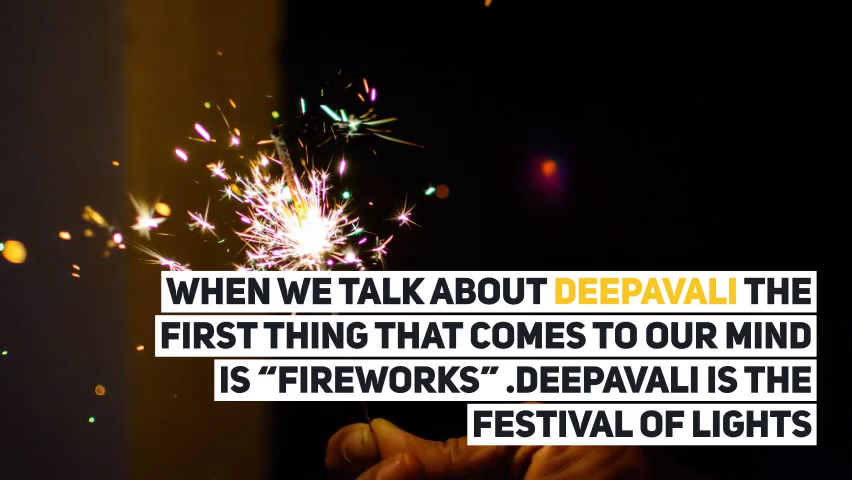 WHEN WE TALK ABOUT DEEPAVALI THE
FIRST THING THAT COMES TO OUR MIND
IS “FIREWORKS” .DEEPAVALI IS THE
FESTIVAL OF LIGHTS